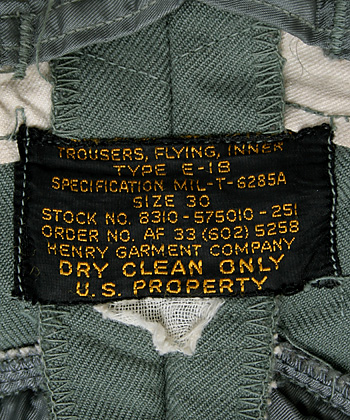 TROUSERS, FLYING, INNER
TYPE E-1B
SPECIFICATION MIL-T-6285A
SIZE 30
STOCK NO. 8310-575010-251
ORDER NO. AF 33 (602) 5258
HENRY GARMENT COMPANY
DRY CLEAN ONLY
U.S. PROPERTY